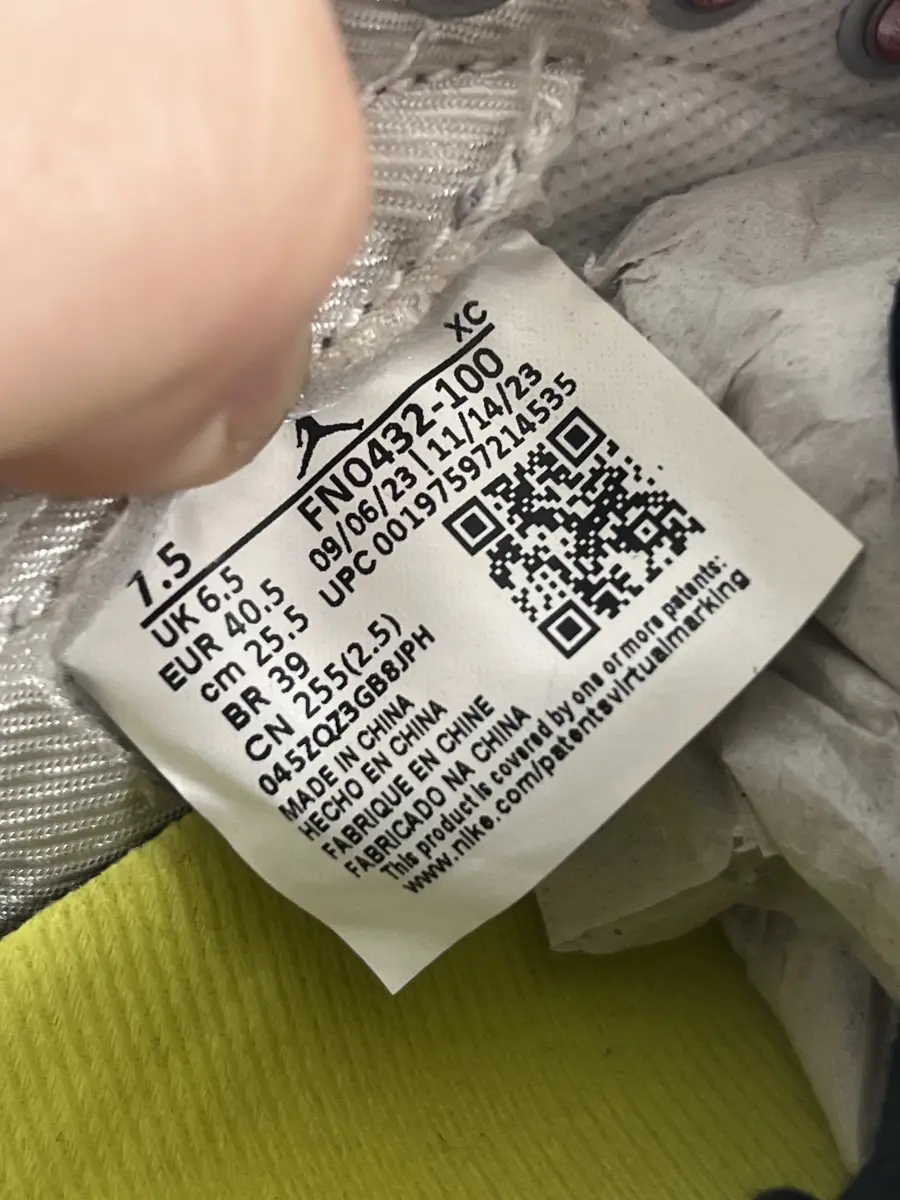 XC
7.5
UK 6.5
EUR 40.5
cm 25.5
BR 39
CN 255(2.5)
FN0432-100
09/06/23 | 11/14/23
UPC 00197597214535
045ZQZ3GB8JPH
MADE IN CHINA
HECHO EN CHINA
FABRIQUE EN CHINE
FABRICADO NA CHINA
This product is covered by one or more patents:
www.nike.com/patentsvirtualmarking